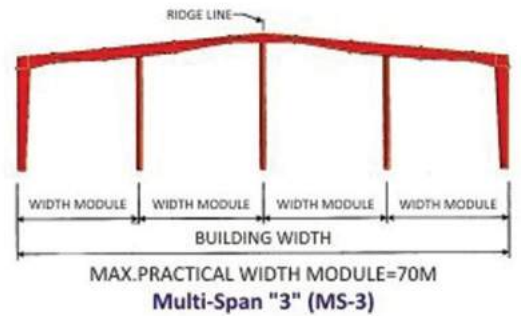 RIDGE LINE
WIDTH MODULE WIDTH MODULE WIDTH MODULE WIDTH MODULE
BUILDING WIDTH
MAX.PRACTICAL WIDTH MODULE=70M
Multi-Span "3" (MS-3)